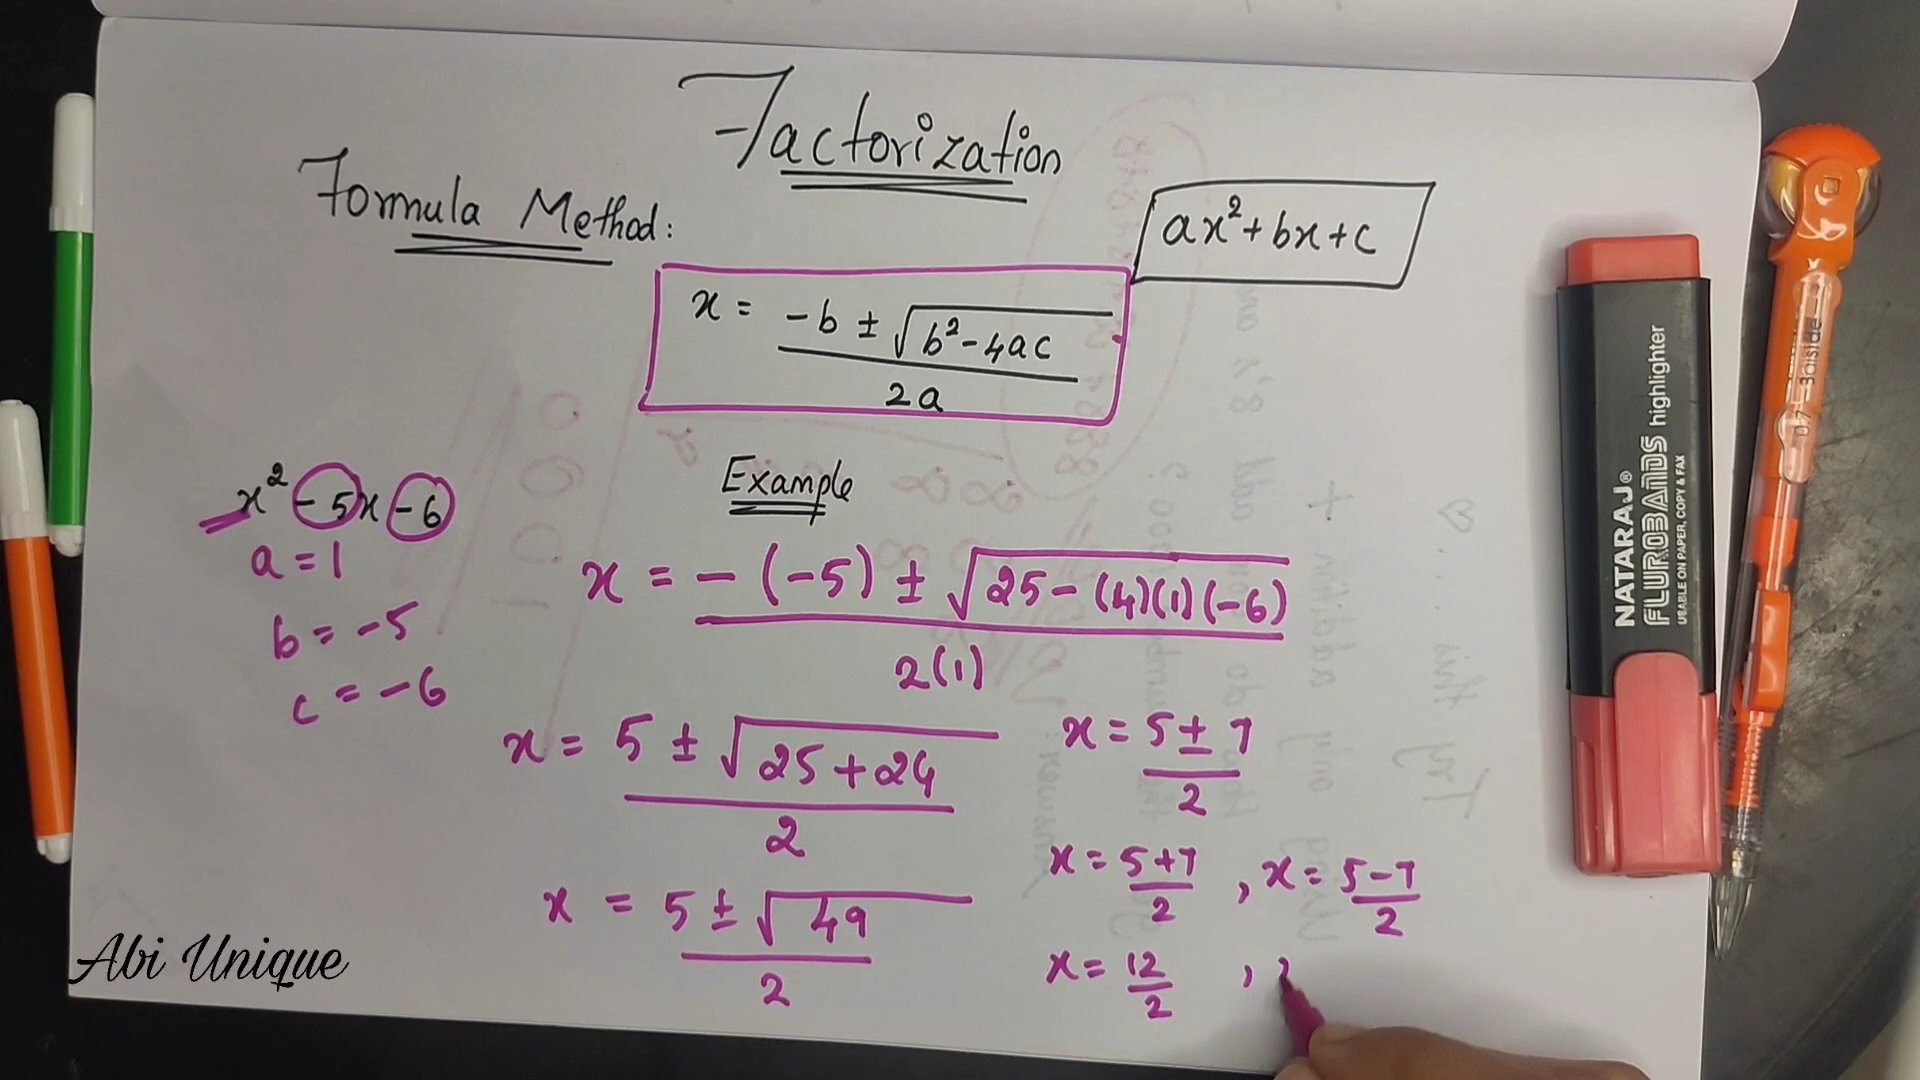 Factorization
Formula Method:
ax²+bx+c
x = -b ± √b²-4ac / 2a
Example
x² -5x -6
a = 1
b = -5
c = -6
x = -(-5) ± √25-(4)(1)(-6) / 2(1)
x = 5 ± √25+24 / 2
x = 5 ± √49 / 2
x = 5 ± 7 / 2
x = 5+7 / 2 , x = 5-7 / 2
x = 12 / 2 ,
Abi Unique
NATARAJ®
FLUROBANDS highlighter
USABLE ON PAPER, COPY & FAX